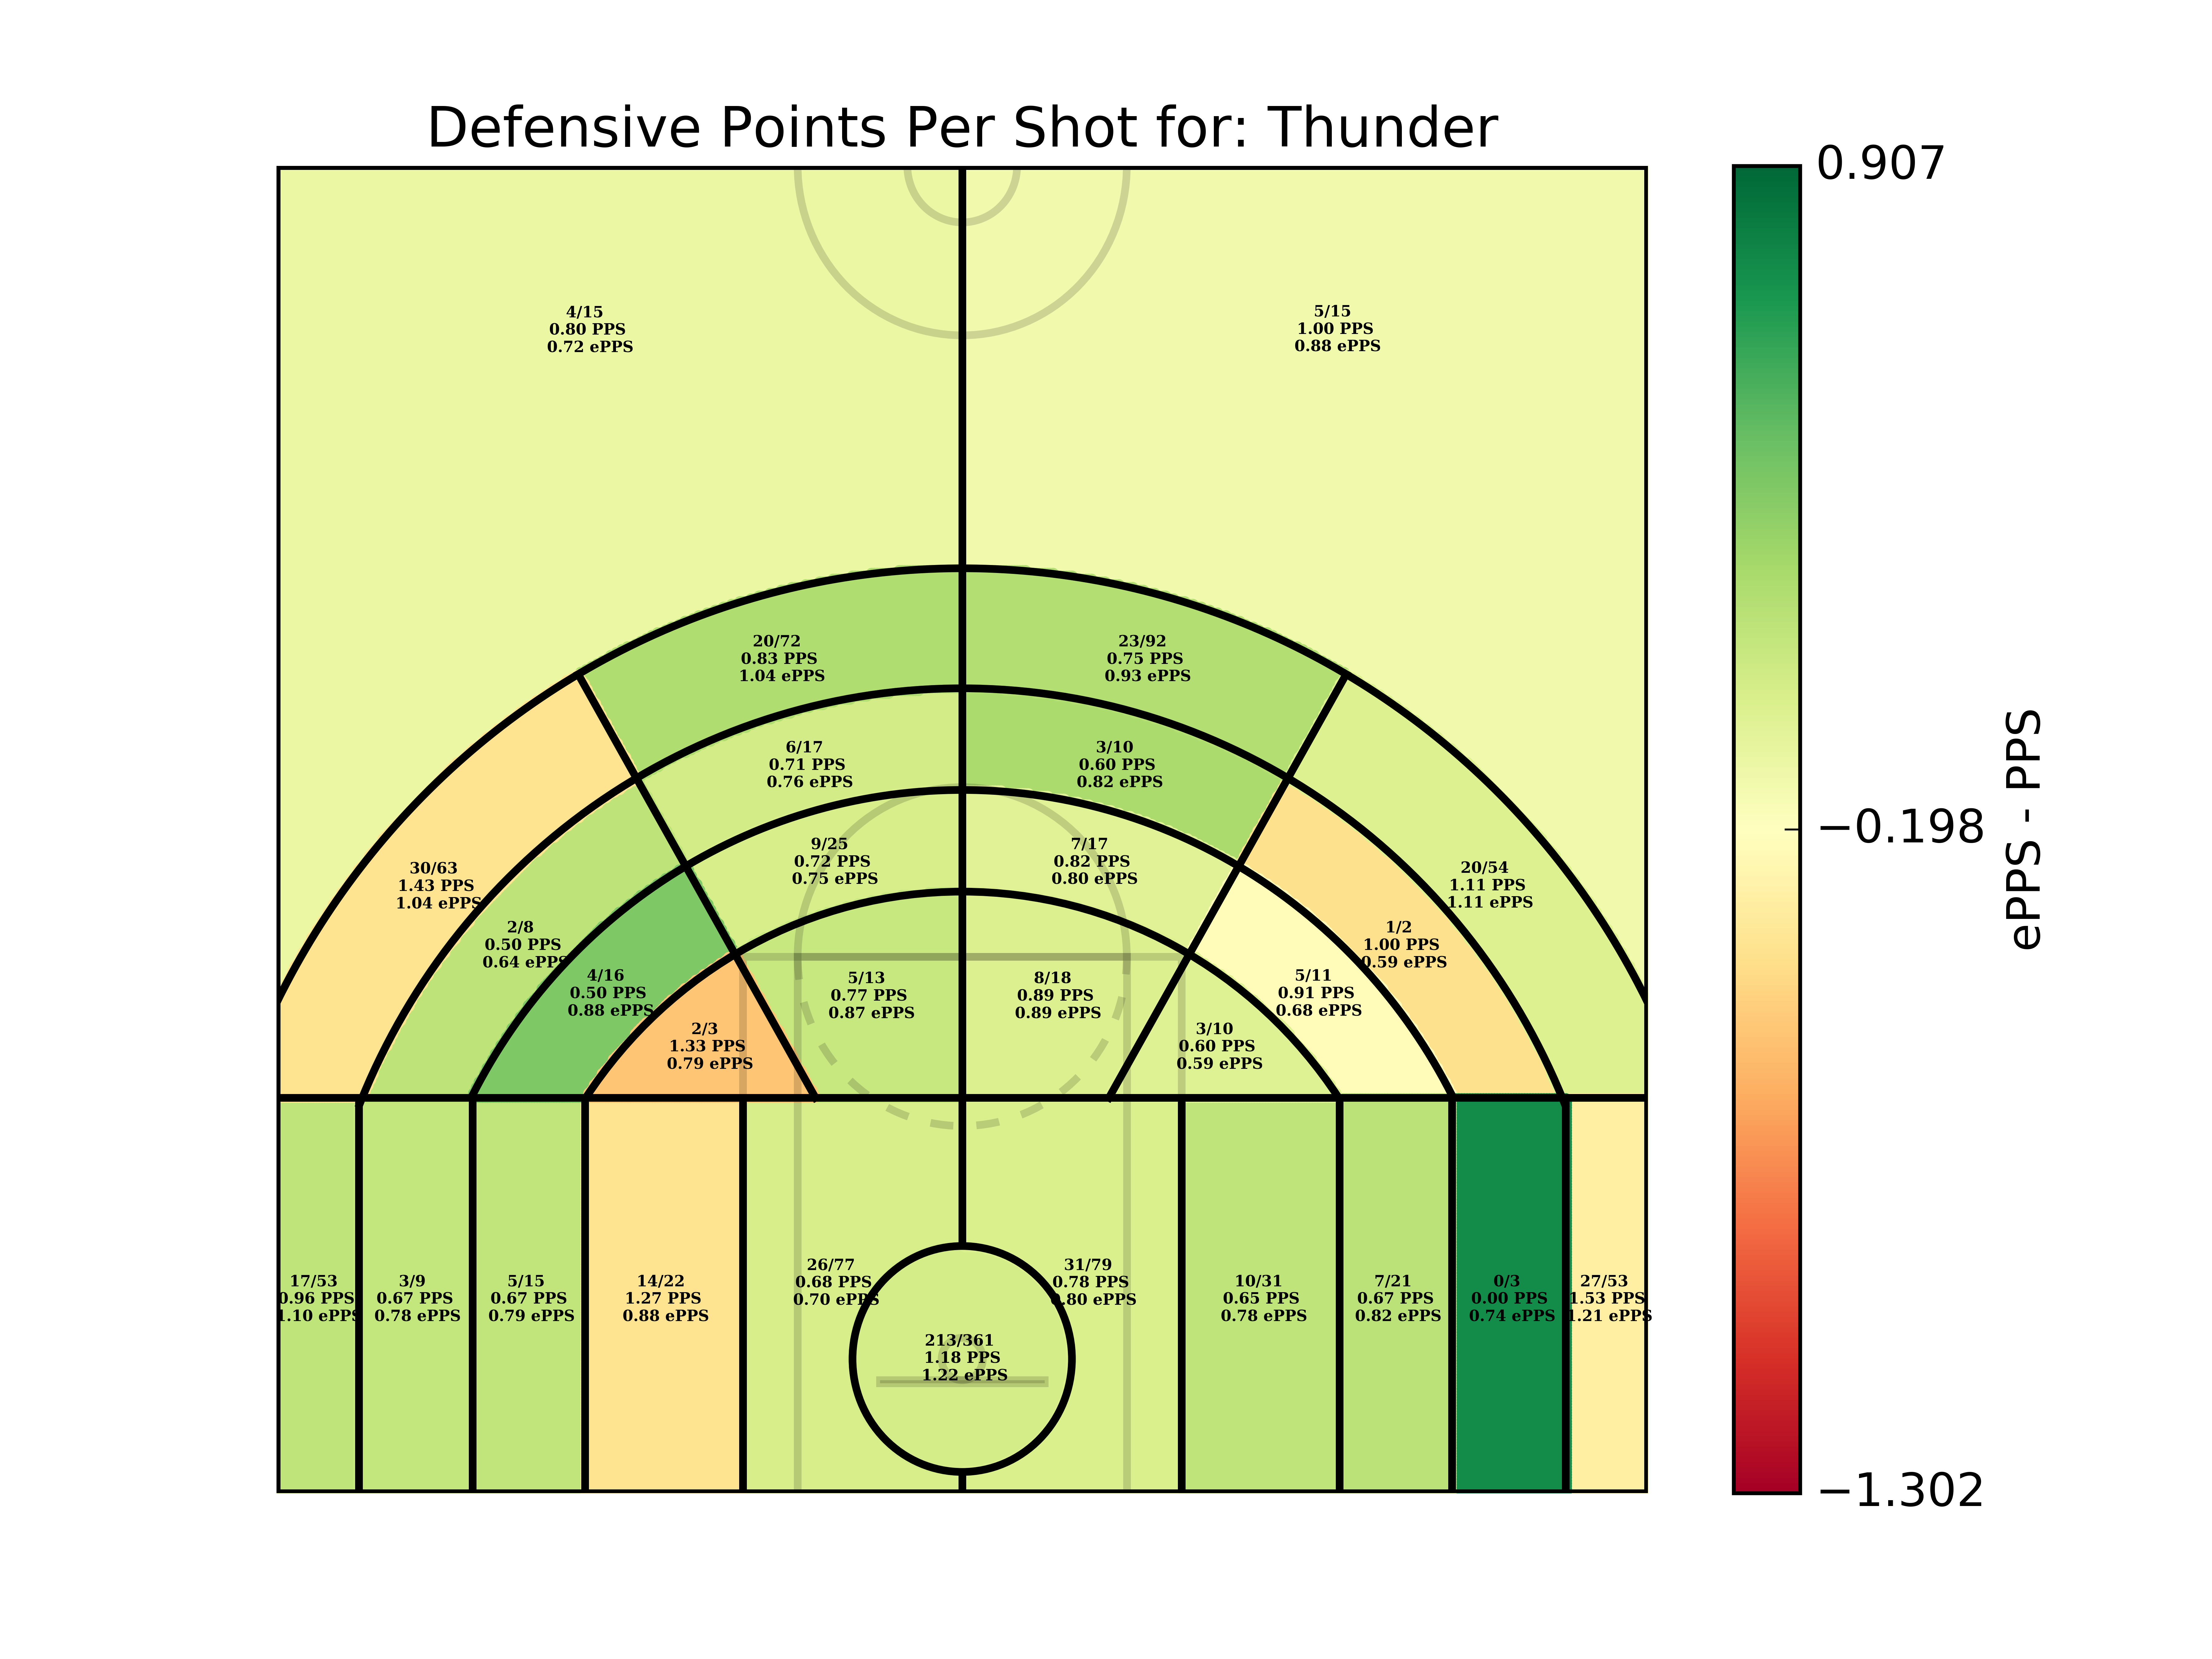 Defensive Points Per Shot for: Thunder
0.907
4/15
0.80 PPS
0.72 ePPS
5/15
1.00 PPS
0.88 ePPS
20/72
0.83 PPS
1.04 ePPS
23/92
0.75 PPS
0.93 ePPS
6/17
0.71 PPS
0.76 ePPS
3/10
0.60 PPS
0.82 ePPS
−0.198
ePPS - PPS
9/25
0.72 PPS
0.75 ePPS
7/17
0.82 PPS
0.80 ePPS
30/63
1.43 PPS
1.04 ePPS
20/54
1.11 PPS
1.11 ePPS
2/8
0.50 PPS
0.64 ePPS
1/2
1.00 PPS
0.59 ePPS
4/16
0.50 PPS
0.88 ePPS
5/13
0.77 PPS
0.87 ePPS
8/18
0.89 PPS
0.89 ePPS
5/11
0.91 PPS
0.68 ePPS
2/3
1.33 PPS
0.79 ePPS
3/10
0.60 PPS
0.59 ePPS
17/53
0.96 PPS
1.10 ePPS
3/9
0.67 PPS
0.78 ePPS
5/15
0.67 PPS
0.79 ePPS
14/22
1.27 PPS
0.88 ePPS
26/77
0.68 PPS
0.70 ePPS
31/79
0.78 PPS
0.80 ePPS
10/31
0.65 PPS
0.78 ePPS
7/21
0.67 PPS
0.82 ePPS
0/3
0.00 PPS
0.74 ePPS
27/53
1.53 PPS
1.21 ePPS
213/361
1.18 PPS
1.22 ePPS
−1.302